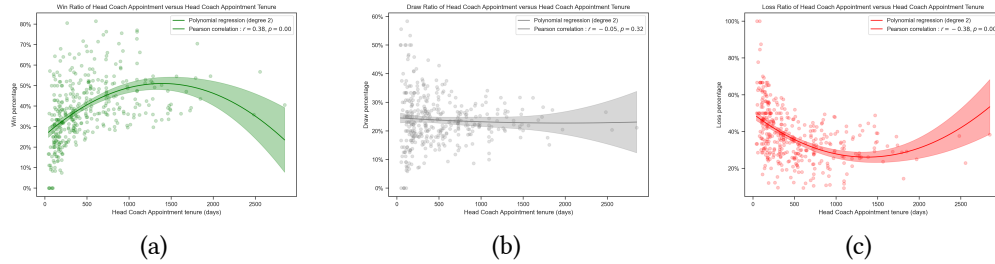 Win Ratio of Head Coach Appointment versus Head Coach Appointment Tenure
Polynomial regression (degree 2)
Pearson correlation : r = 0.38, p = 0.00
80%
70%
60%
50%
40%
30%
20%
10%
0%
Win percentage
0 500 1000 1500 2000 2500
Head Coach Appointment tenure (days)
(a)
Draw Ratio of Head Coach Appointment versus Head Coach Appointment Tenure
Polynomial regression (degree 2)
Pearson correlation : r = −0.05, p = 0.32
60%
50%
40%
30%
20%
10%
0%
Draw percentage
0 500 1000 1500 2000 2500
Head Coach Appointment tenure (days)
(b)
Loss Ratio of Head Coach Appointment versus Head Coach Appointment Tenure
Polynomial regression (degree 2)
Pearson correlation : r = −0.38, p = 0.00
100%
80%
60%
40%
20%
Loss percentage
0 500 1000 1500 2000 2500
Head Coach Appointment tenure (days)
(c)